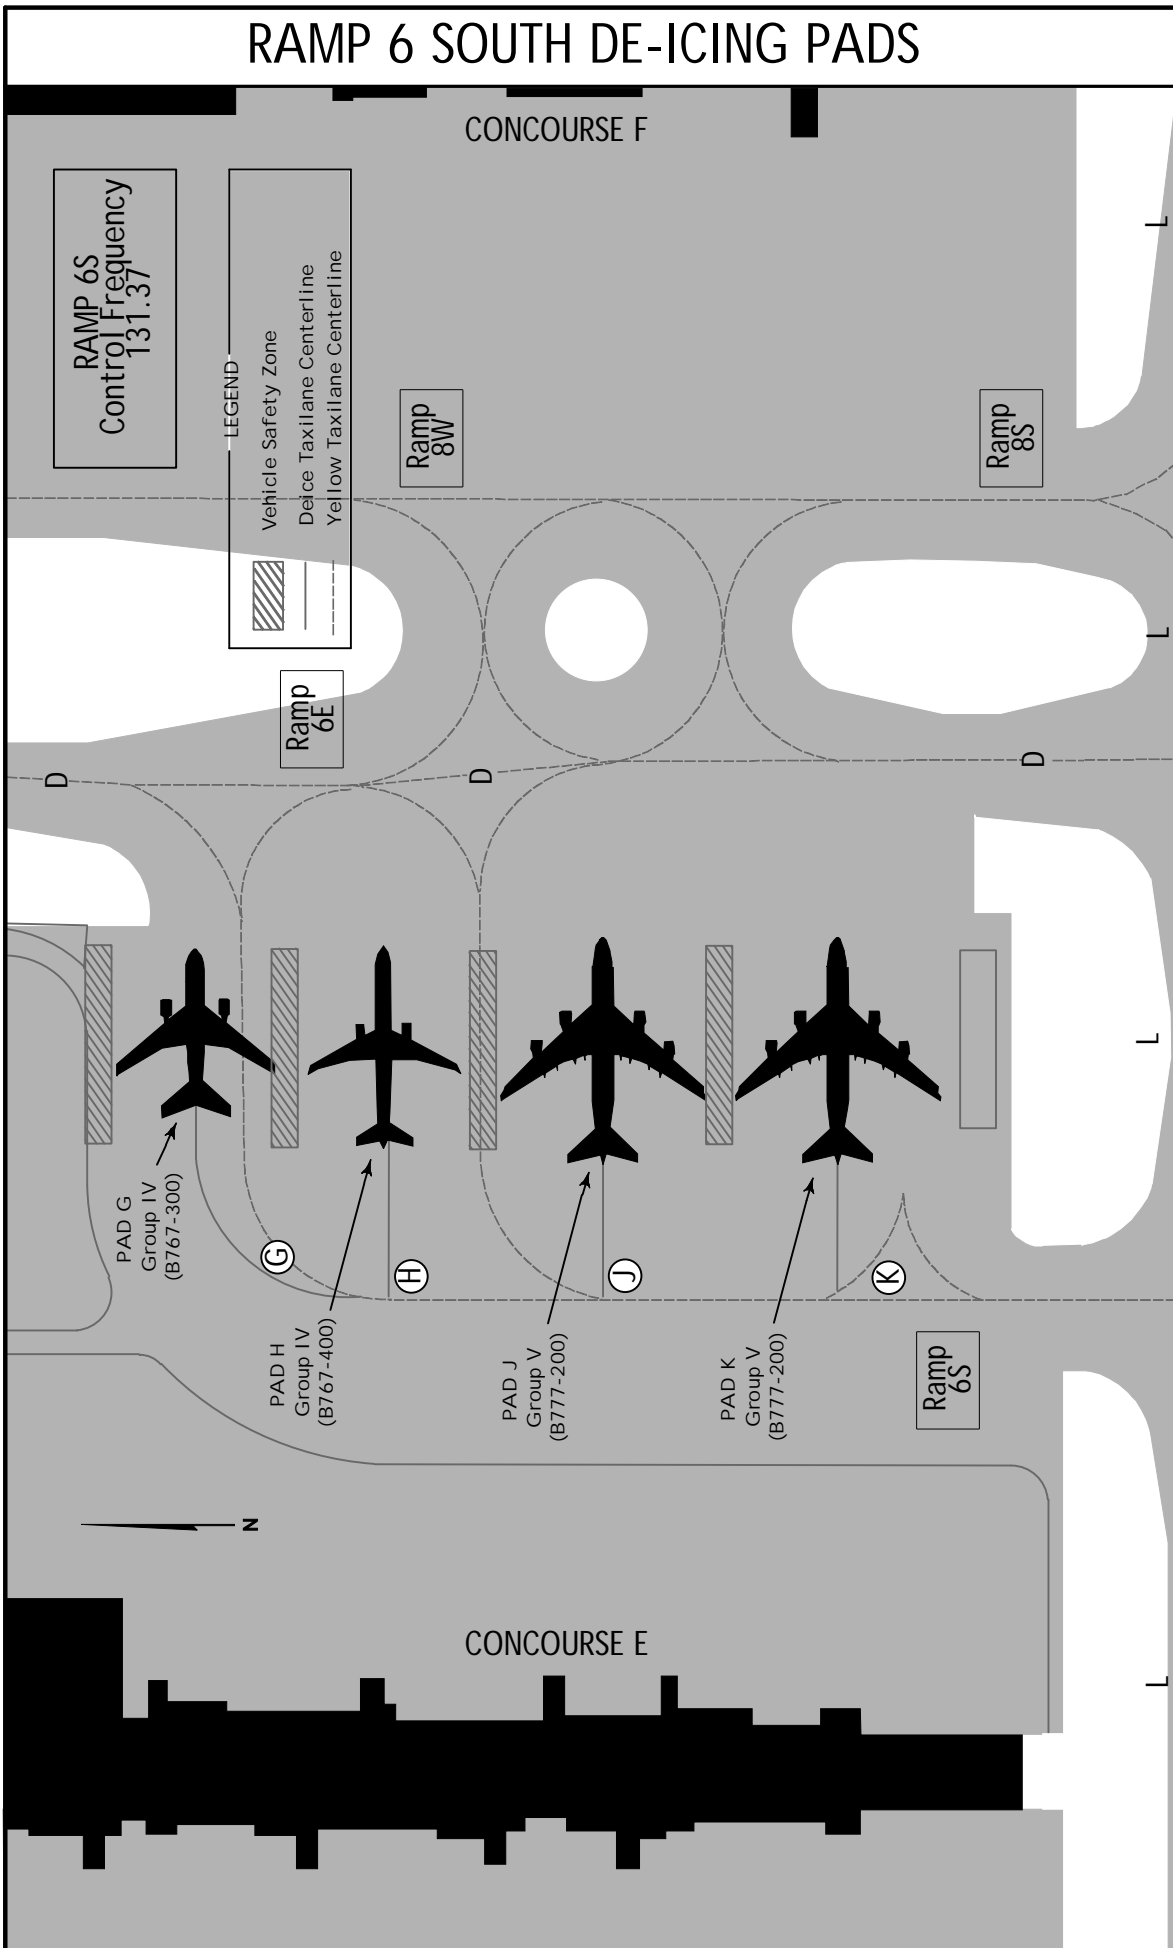 RAMP 6 SOUTH DE-ICING PADS
CONCOURSE F
RAMP 6S
Control Frequency
131.37
LEGEND
Vehicle Safety Zone
Deice Taxilane Centerline
Yellow Taxilane Centerline
L
Ramp
8W
Ramp
8S
L
Ramp
6E
D
D
D
L
PAD G
Group IV
(B767-300)
G
H
J
K
PAD H
Group IV
(B767-400)
PAD J
Group V
(B777-200)
PAD K
Group V
(B777-200)
Ramp
6S
N
CONCOURSE E
L